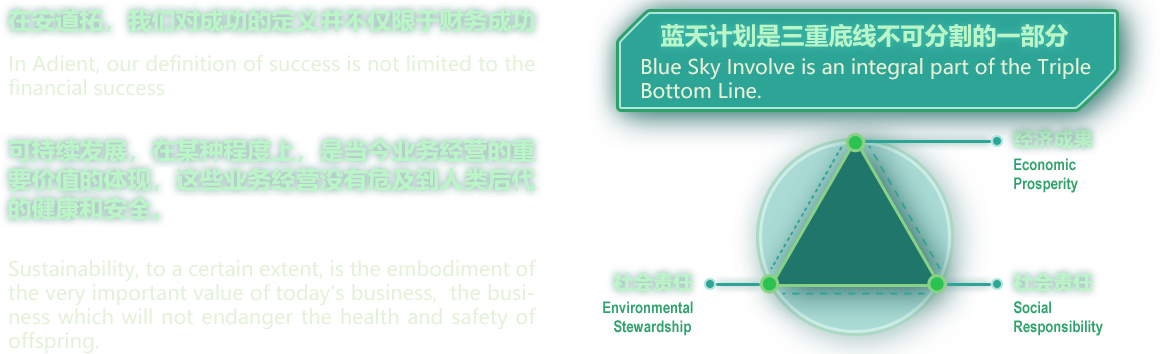 在安道拓，我们对成功的定义并不仅限于财务成功
In Adient, our definition of success is not limited to the
financial success
可持续发展，在某种程度上，是当今业务经营的重
要价值的体现，这些业务经营没有危及到人类后代
的健康和安全。
Sustainability, to a certain extent, is the embodiment of
the very important value of today's business, the busi-
ness which will not endanger the health and safety of
offspring.
蓝天计划是三重底线不可分割的一部分
Blue Sky Involve is an integral part of the Triple
Bottom Line.
经济成果
Economic
Prosperity
社会责任
Environmental
Stewardship
社会责任
Social
Responsibility